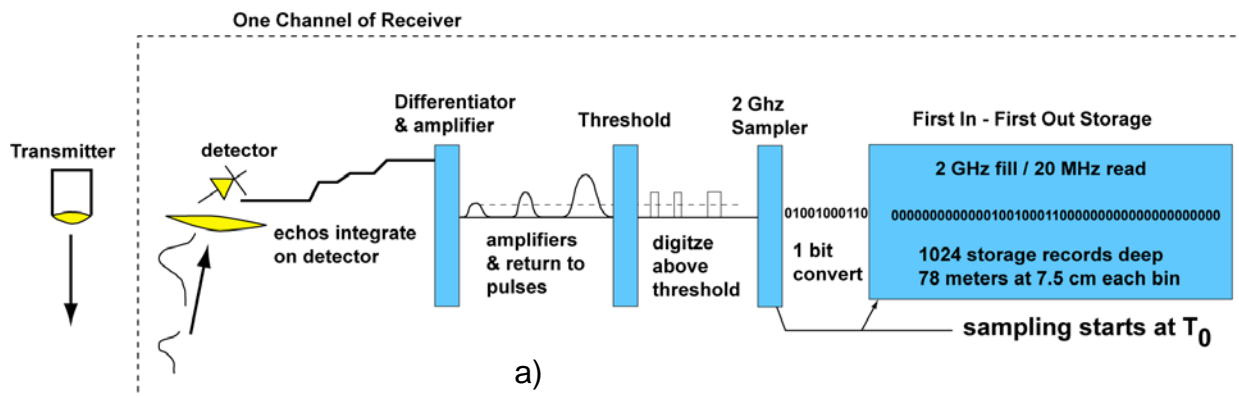 One Channel of Receiver
Transmitter
detector
echos integrate
on detector
Differentiator
& amplifier
amplifiers
& return to
pulses
Threshold
digitze
above
threshold
2 Ghz
Sampler
01001000110
1 bit
convert
First In - First Out Storage
2 GHz fill / 20 MHz read
0000000000000100100011000000000000000000000
1024 storage records deep
78 meters at 7.5 cm each bin
sampling starts at T0
a)